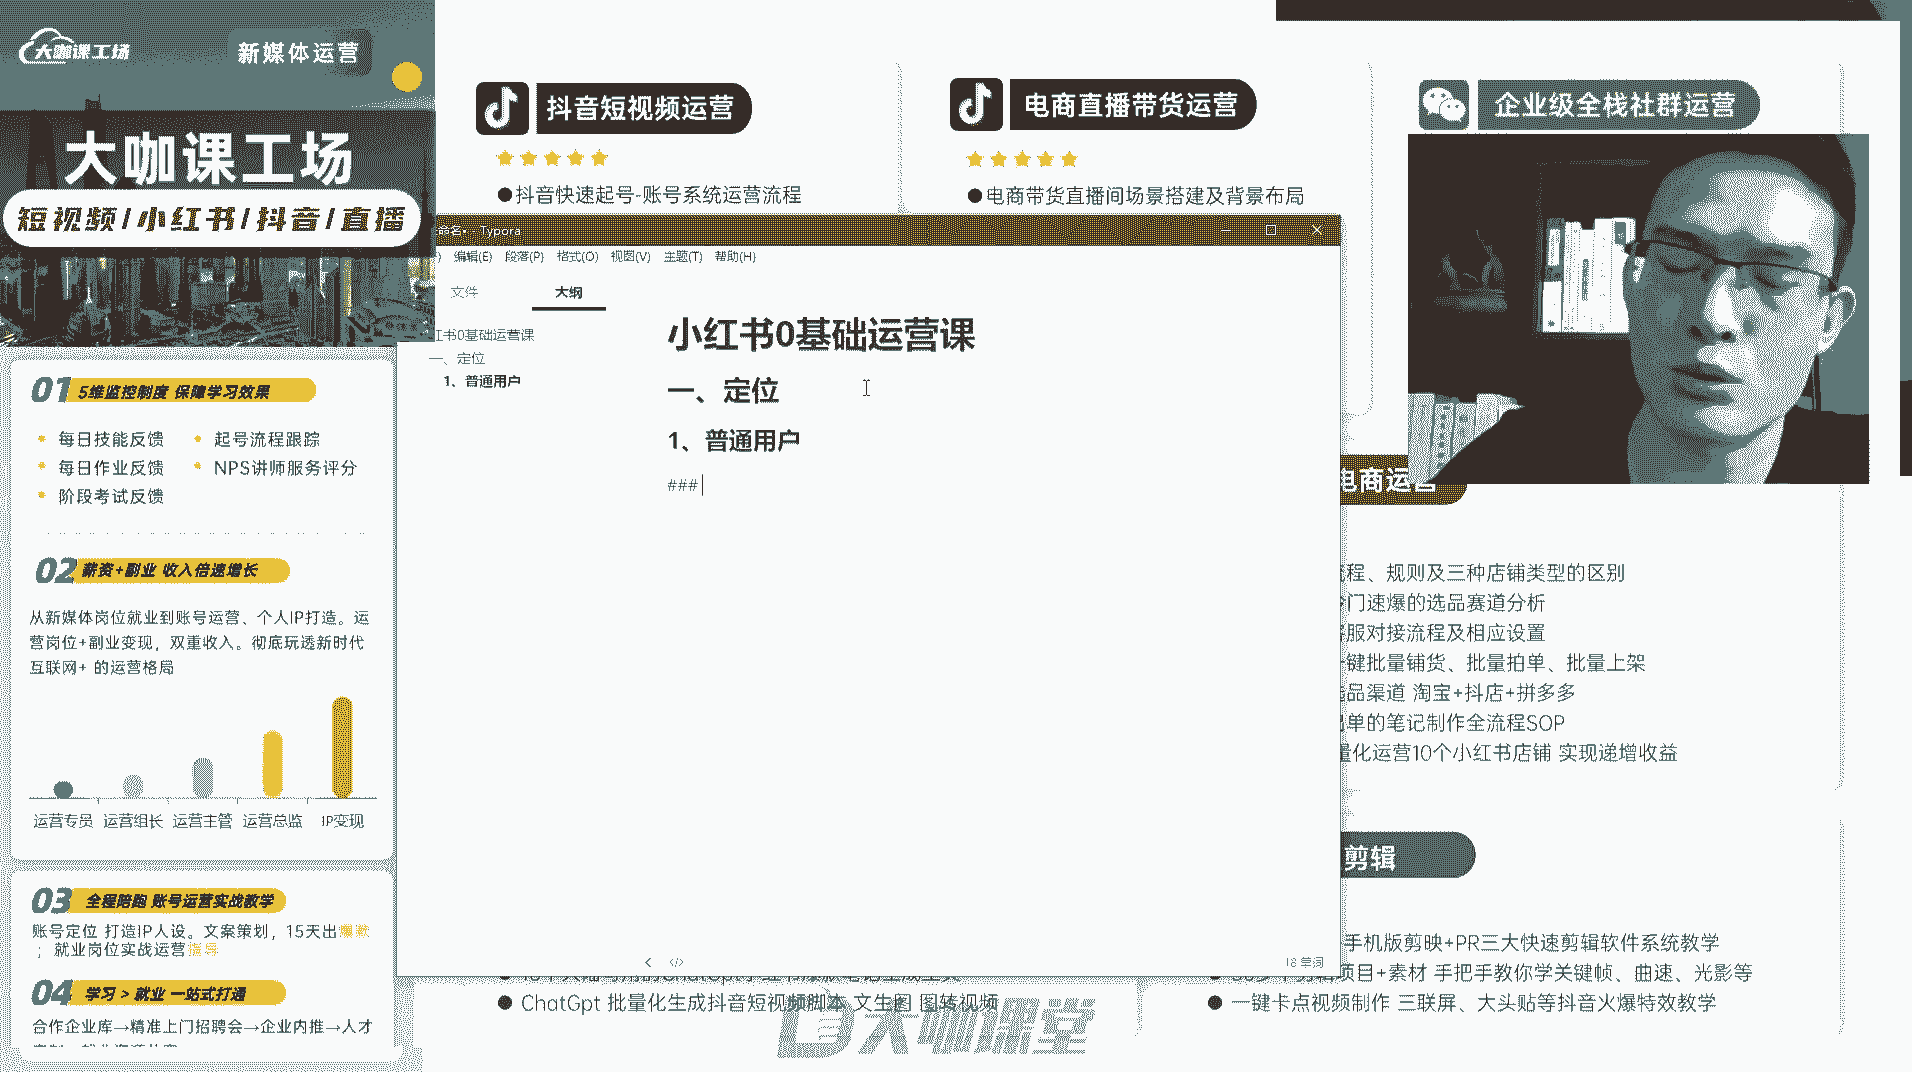 大咖课工场
新媒体运营
大咖课工场
短视频/小红书/抖音/直播
01 5维监控制度 保障学习效果
每日技能反馈 起号流程跟踪
每日作业反馈 NPS讲师服务评分
阶段考试反馈
02 薪资+副业 收入倍速增长
从新媒体岗位就业到账号运营、个人IP打造。运
营岗位+副业变现，双重收入。彻底玩透新时代
互联网+ 的运营格局
运营专员 运营组长 运营主管 运营总监 IP变现
03 全程陪跑 账号运营实战教学
账号定位 打造IP人设。文案策划，15天出爆款
；就业岗位实战运营指导
04 学习 > 就业 一站式打通
合作企业库→精准上门招聘会→企业内推→人才
抖音短视频运营
●抖音快速起号-账号系统运营流程
电商直播带货运营
●电商带货直播间场景搭建及背景布局
企业级全栈社群运营
命名• - Typora
编辑(E) 段落(P) 格式(O) 视图(V) 主题(T) 帮助(H)
文件 大纲
红书0基础运营课
一、定位
1、普通用户
小红书0基础运营课
一、定位
1、普通用户
###
18 单词
电商运营
程、规则及三种店铺类型的区别
门速爆的选品赛道分析
服对接流程及相应设置
键批量铺货、批量拍单、批量上架
品渠道 淘宝+抖店+拼多多
单的笔记制作全流程SOP
量化运营10个小红书店铺 实现递增收益
剪辑
手机版剪映+PR三大快速剪辑软件系统教学
项目+素材 手把手教你学关键帧、曲速、光影等
● 一键卡点视频制作 三联屏、大头贴等抖音火爆特效教学
● ChatGpt 批量化生成抖音短视频脚本 文生图 图转视频
大咖课堂